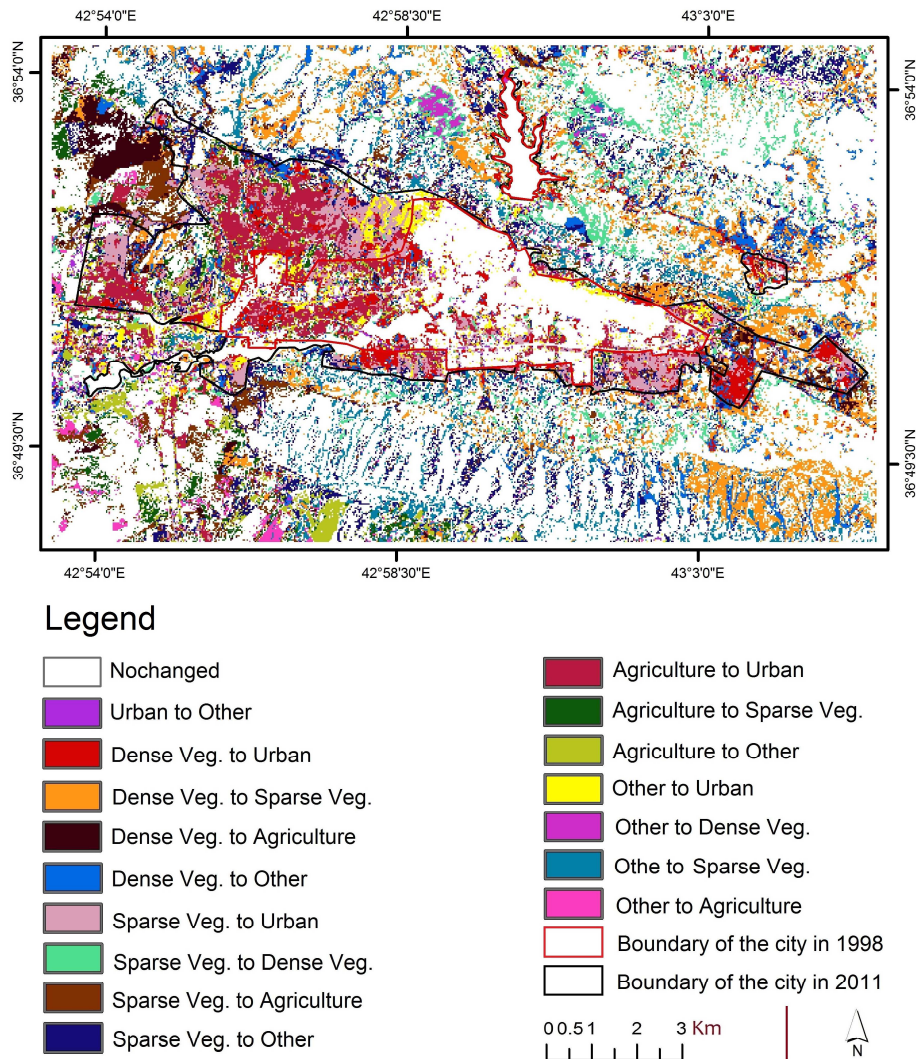 42°54'0"E 42°58'30"E 43°3'0"E
36°54'0"N 36°54'0"N
36°49'30"N 36°49'30"N
42°54'0"E 42°58'30"E 43°3'0"E
Legend
Nochanged
Urban to Other
Dense Veg. to Urban
Dense Veg. to Sparse Veg.
Dense Veg. to Agriculture
Dense Veg. to Other
Sparse Veg. to Urban
Sparse Veg. to Dense Veg.
Sparse Veg. to Agriculture
Sparse Veg. to Other
Agriculture to Urban
Agriculture to Sparse Veg.
Agriculture to Other
Other to Urban
Other to Dense Veg.
Othe to Sparse Veg.
Other to Agriculture
Boundary of the city in 1998
Boundary of the city in 2011
0 0.5 1 2 3 Km
N